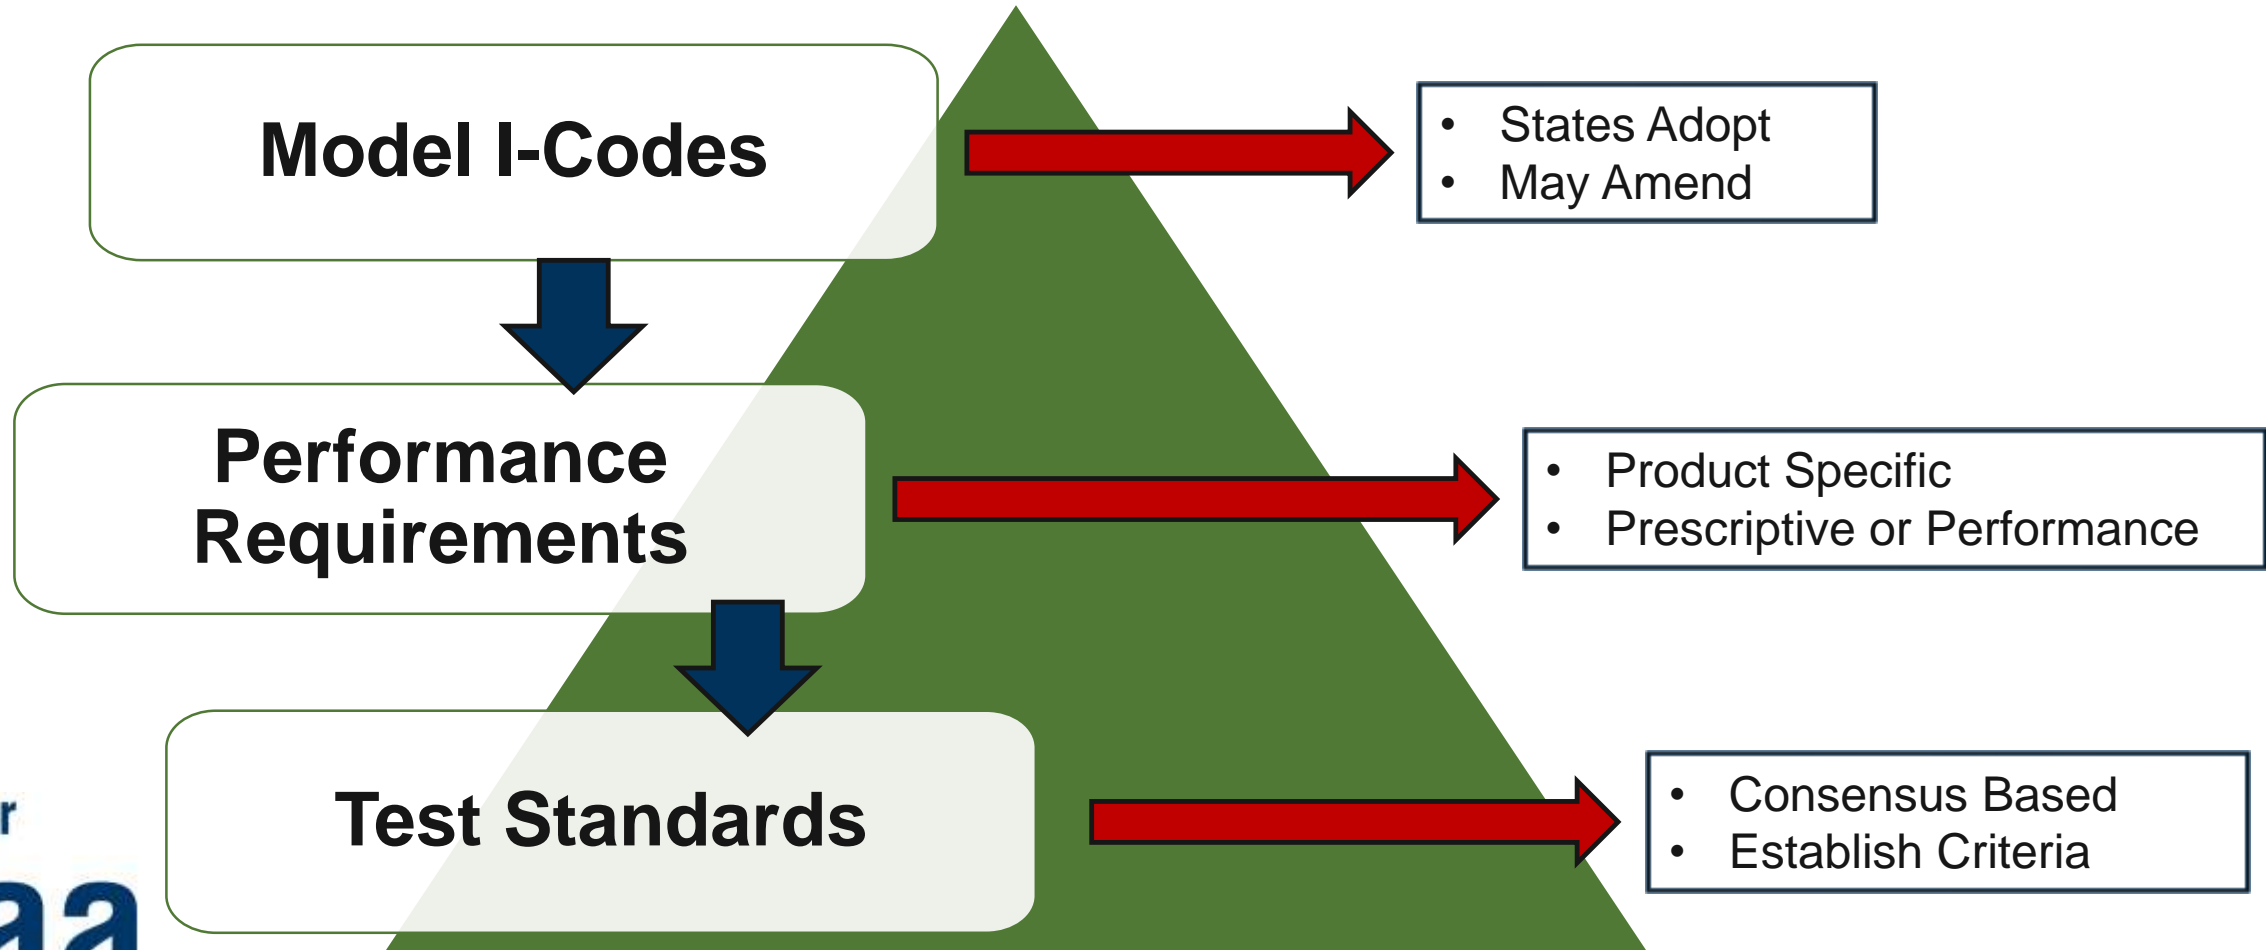 Model I-Codes
• States Adopt
• May Amend
Performance
Requirements
• Product Specific
• Prescriptive or Performance
Test Standards
• Consensus Based
• Establish Criteria
r
aa